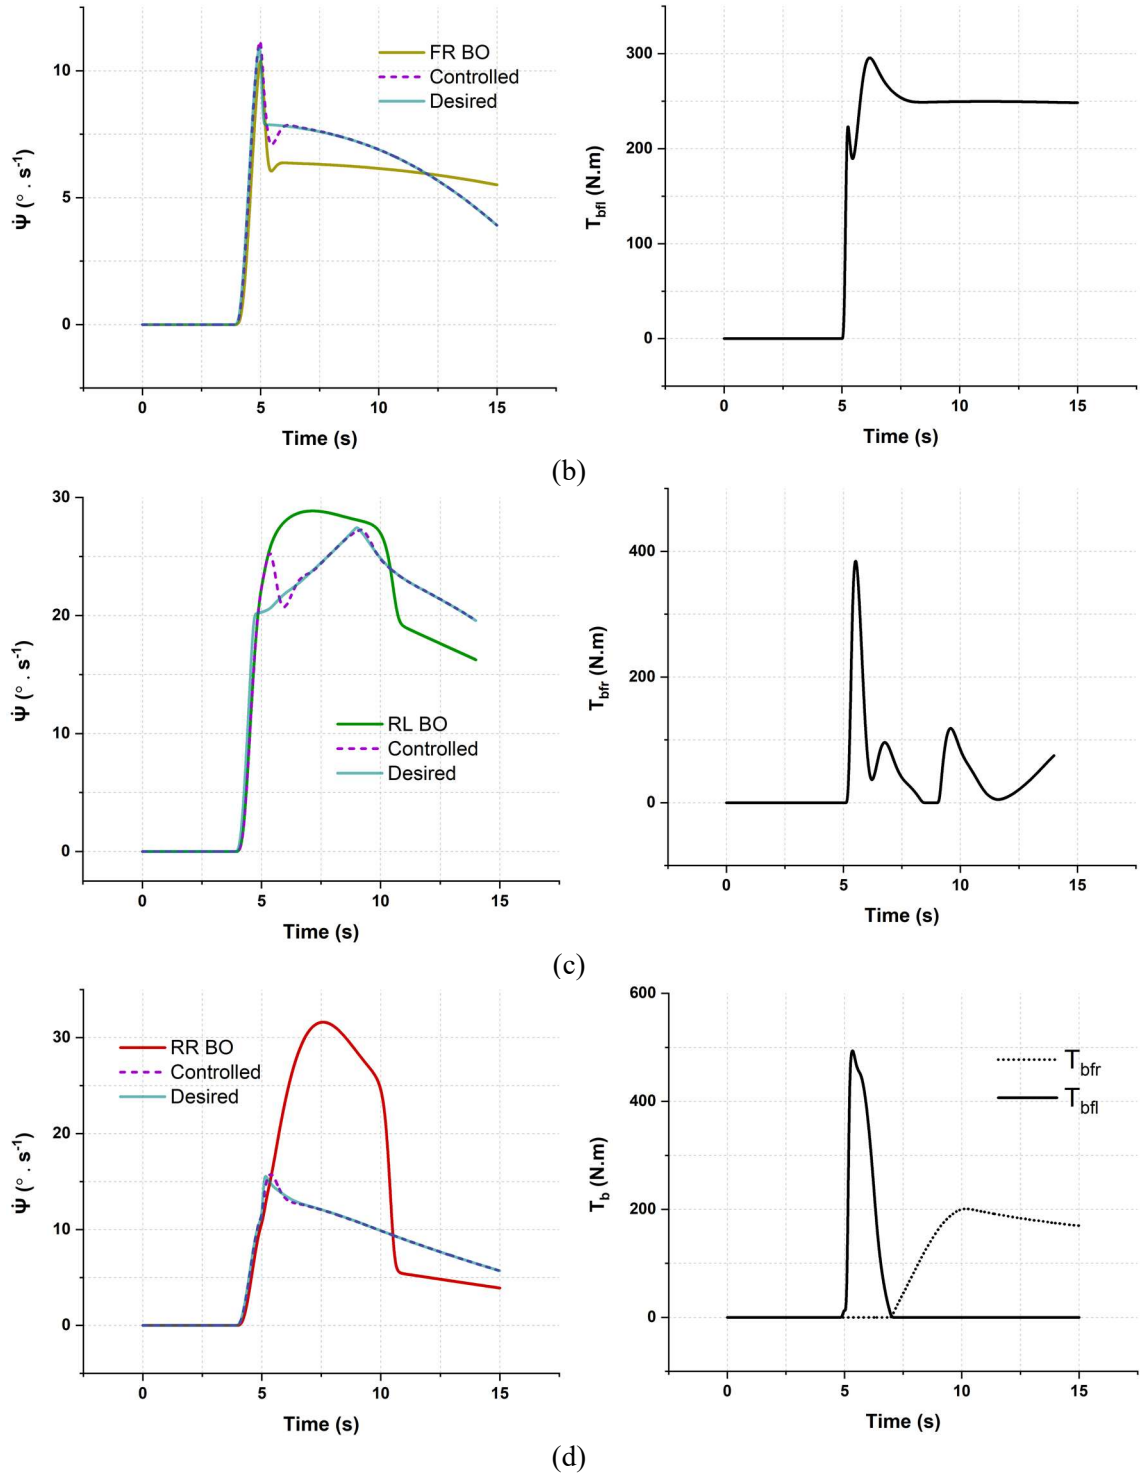 10
5
0
Ψ̇ (° . s⁻¹)
FR BO
Controlled
Desired
0
5
10
15
Time (s)
300
200
100
0
T_bfl (N.m)
0
5
10
15
Time (s)
(b)
30
20
10
0
Ψ̇ (° . s⁻¹)
RL BO
Controlled
Desired
0
5
10
15
Time (s)
400
200
0
T_bfr (N.m)
0
5
10
15
Time (s)
(c)
30
20
10
0
Ψ̇ (° . s⁻¹)
RR BO
Controlled
Desired
0
5
10
15
Time (s)
600
400
200
0
T_b (N.m)
T_bfr
T_bfl
0
5
10
15
Time (s)
(d)